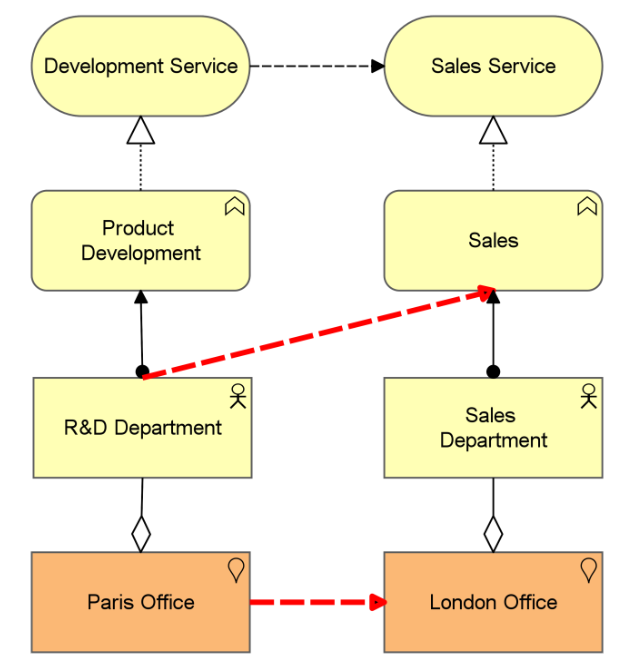 Development Service
Sales Service
Product
Development
Sales
R&D Department
Sales
Department
Paris Office
London Office